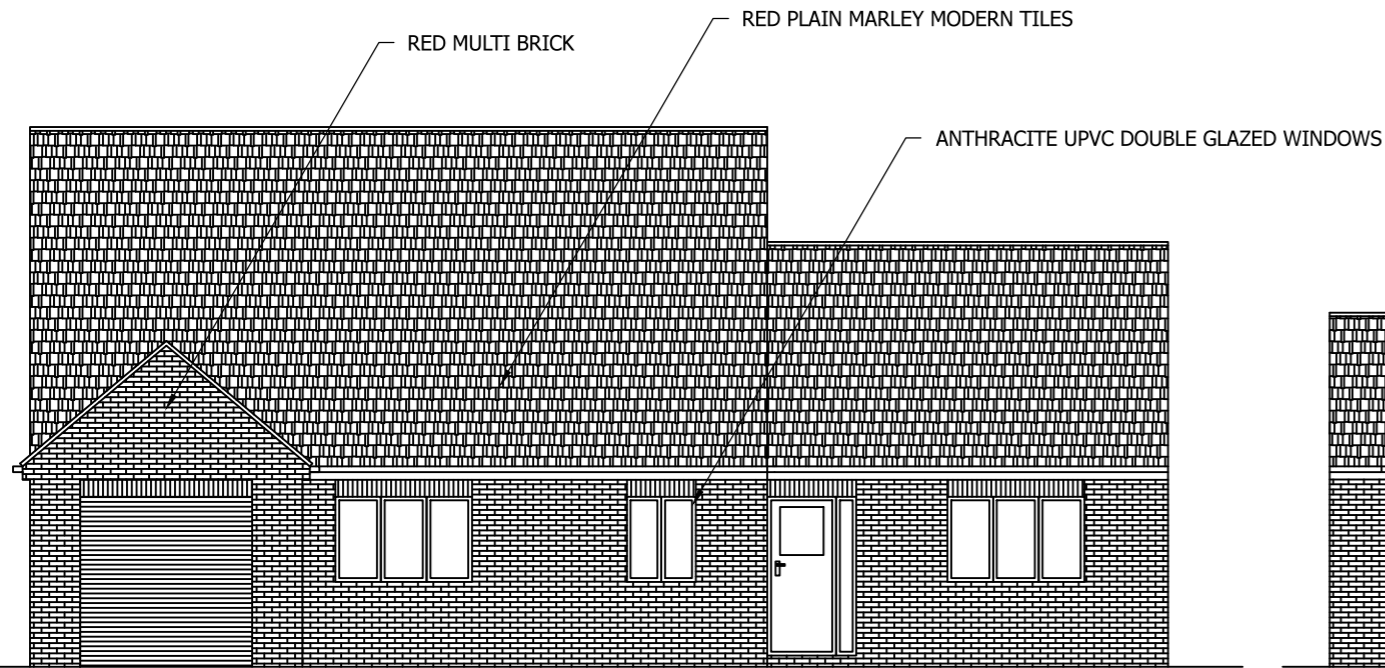 RED PLAIN MARLEY MODERN TILES
RED MULTI BRICK
ANTHRACITE UPVC DOUBLE GLAZED WINDOWS